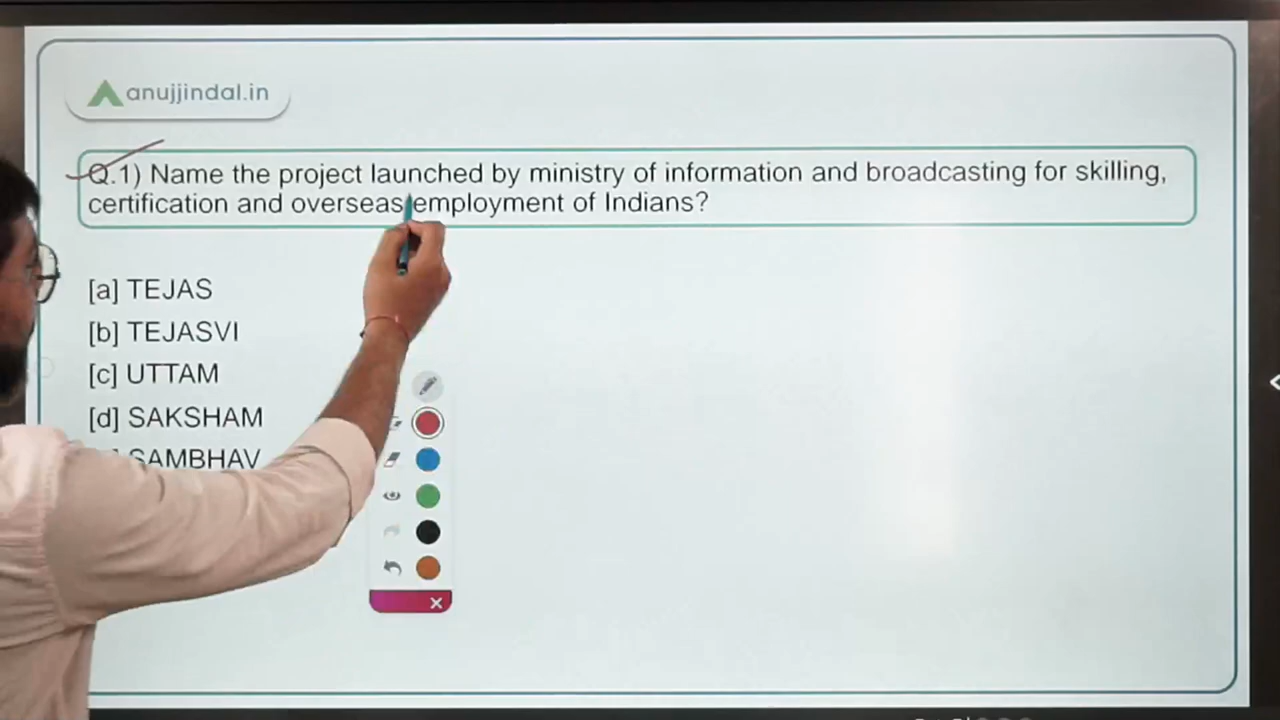 anujjindal.in
Q.1) Name the project launched by ministry of information and broadcasting for skilling,
certification and overseas employment of Indians?
[a] TEJAS
[b] TEJASVI
[c] UTTAM
[d] SAKSHAM
SAMBHAV